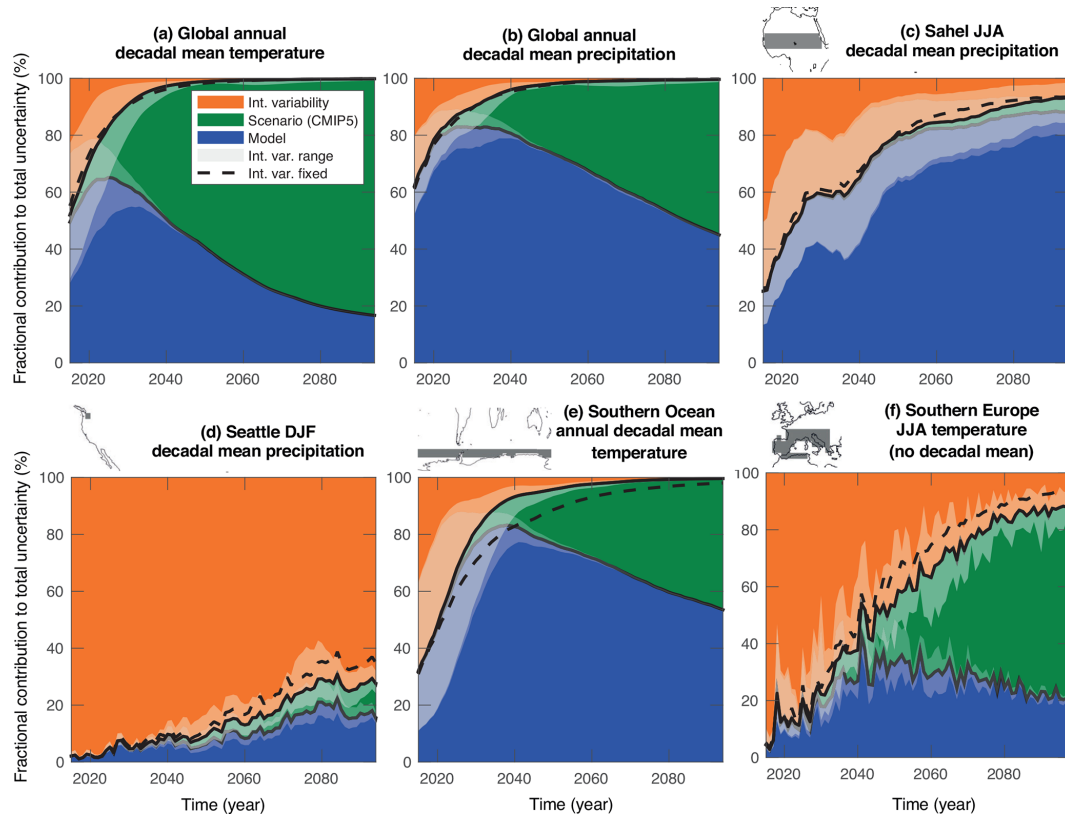 (a) Global annual
decadal mean temperature
(b) Global annual
decadal mean precipitation
(c) Sahel JJA
decadal mean precipitation
Fractional contribution to total uncertainty (%)
100
80
60
40
20
0
Int. variability
Scenario (CMIP5)
Model
Int. var. range
Int. var. fixed
2020 2040 2060 2080
100
80
60
40
20
0
2020 2040 2060 2080
100
80
60
40
20
0
2020 2040 2060 2080
(d) Seattle DJF
decadal mean precipitation
(e) Southern Ocean
annual decadal mean
temperature
(f) Southern Europe
JJA temperature
(no decadal mean)
Fractional contribution to total uncertainty (%)
100
80
60
40
20
0
2020 2040 2060 2080
Time (year)
100
80
60
40
20
0
2020 2040 2060 2080
Time (year)
100
80
60
40
20
0
2020 2040 2060 2080
Time (year)